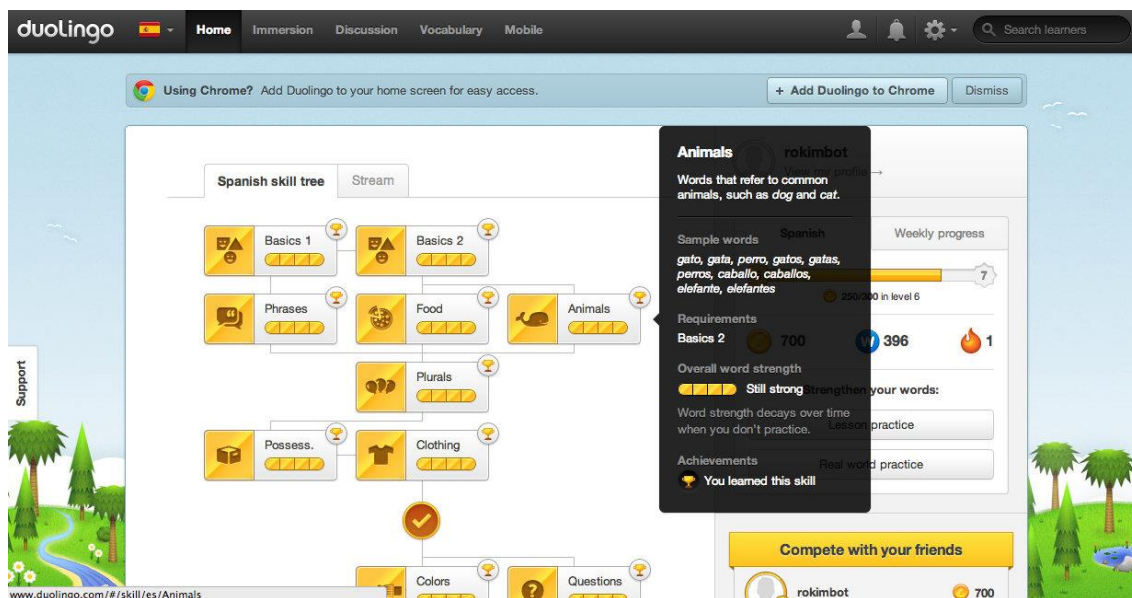 duolingo
Home Immersion Discussion Vocabulary Mobile
Search learners
Using Chrome? Add Duolingo to your home screen for easy access.
+ Add Duolingo to Chrome
Dismiss
Spanish skill tree
Stream
Basics 1
Basics 2
Phrases
Food
Animals
Plurals
Possess.
Clothing
Colors
Questions
Support
Animals
Words that refer to common
animals, such as dog and cat.
Sample words
gato, gata, perro, gatos, gatas,
perros, caballo, caballos,
elefante, elefantes
Requirements
Basics 2
Overall word strength
Still strong
Word strength decays over time
when you don't practice.
Achievements
You learned this skill
rokimbot
View my profile →
Spanish
Weekly progress
7
250/300 in level 6
700
W 396
1
Strengthen your words:
Lesson practice
Real world practice
Compete with your friends
rokimbot
700
www.duolingo.com/#/skill/es/Animals